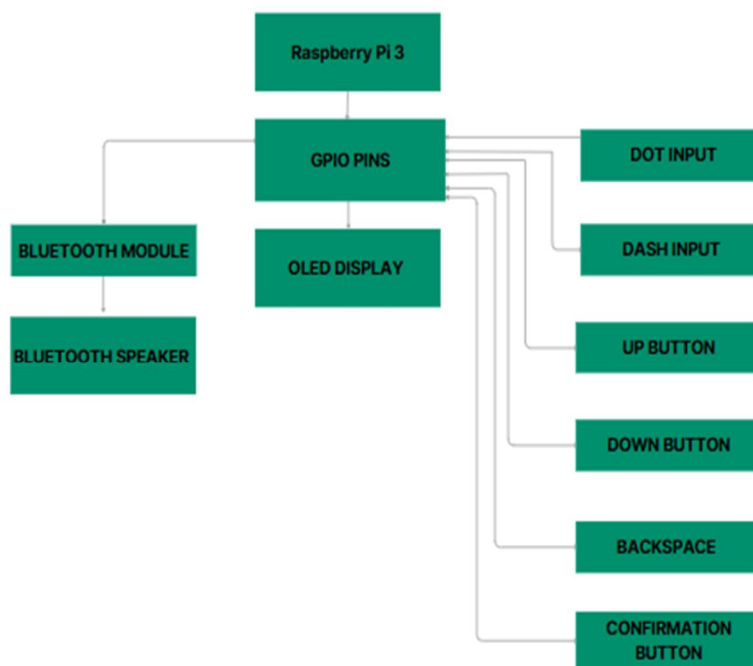 Raspberry Pi 3
GPIO PINS
DOT INPUT
BLUETOOTH MODULE
OLED DISPLAY
DASH INPUT
BLUETOOTH SPEAKER
UP BUTTON
DOWN BUTTON
BACKSPACE
CONFIRMATION
BUTTON